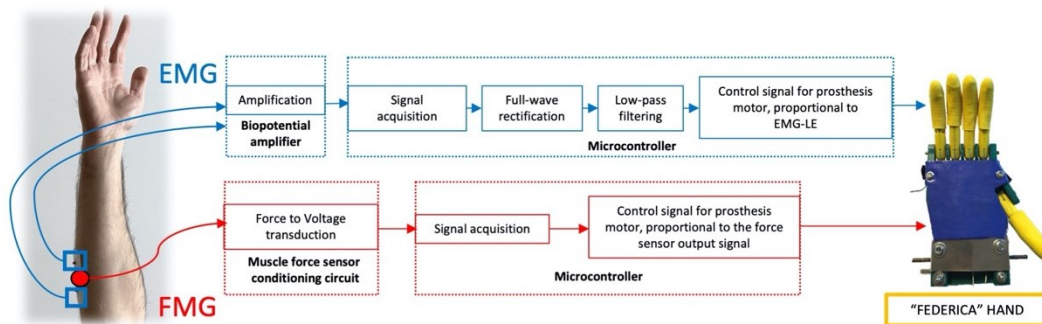 EMG
Amplification
Biopotential
amplifier
Signal
acquisition
Full-wave
rectification
Low-pass
filtering
Control signal for prosthesis
motor, proportional to
EMG-LE
Microcontroller
Force to Voltage
transduction
Muscle force sensor
conditioning circuit
Signal acquisition
Control signal for prosthesis
motor, proportional to the force
sensor output signal
Microcontroller
FMG
"FEDERICA" HAND